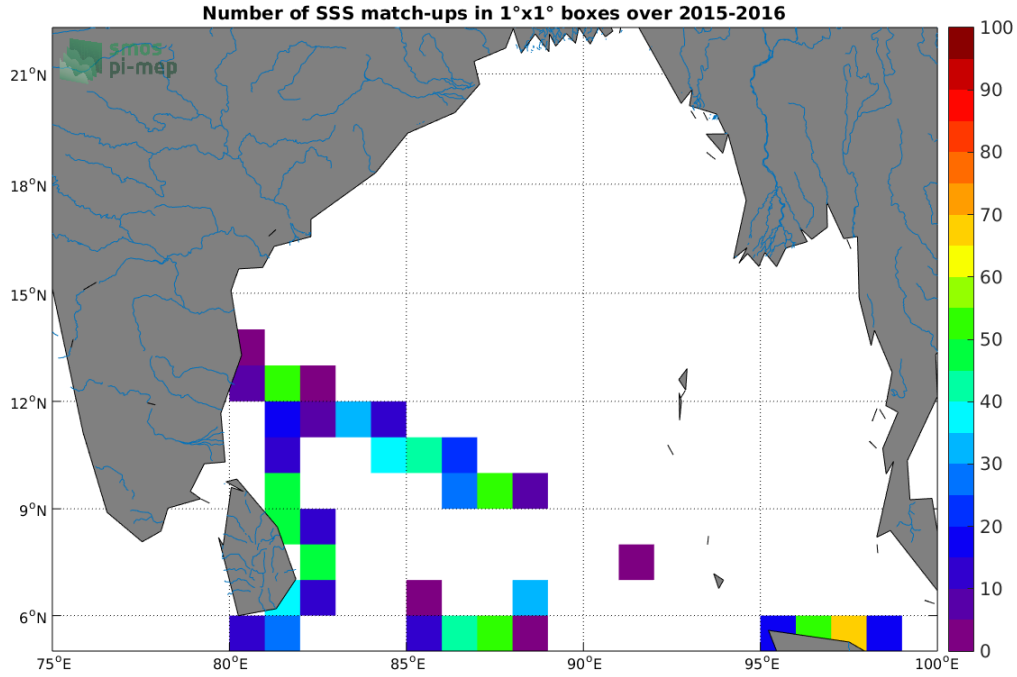 Number of SSS match-ups in 1°x1° boxes over 2015-2016
smos
pi-mep
21°N
18°N
15°N
12°N
9°N
6°N
75°E
80°E
85°E
90°E
95°E
100°E
100
90
80
70
60
50
40
30
20
10
0